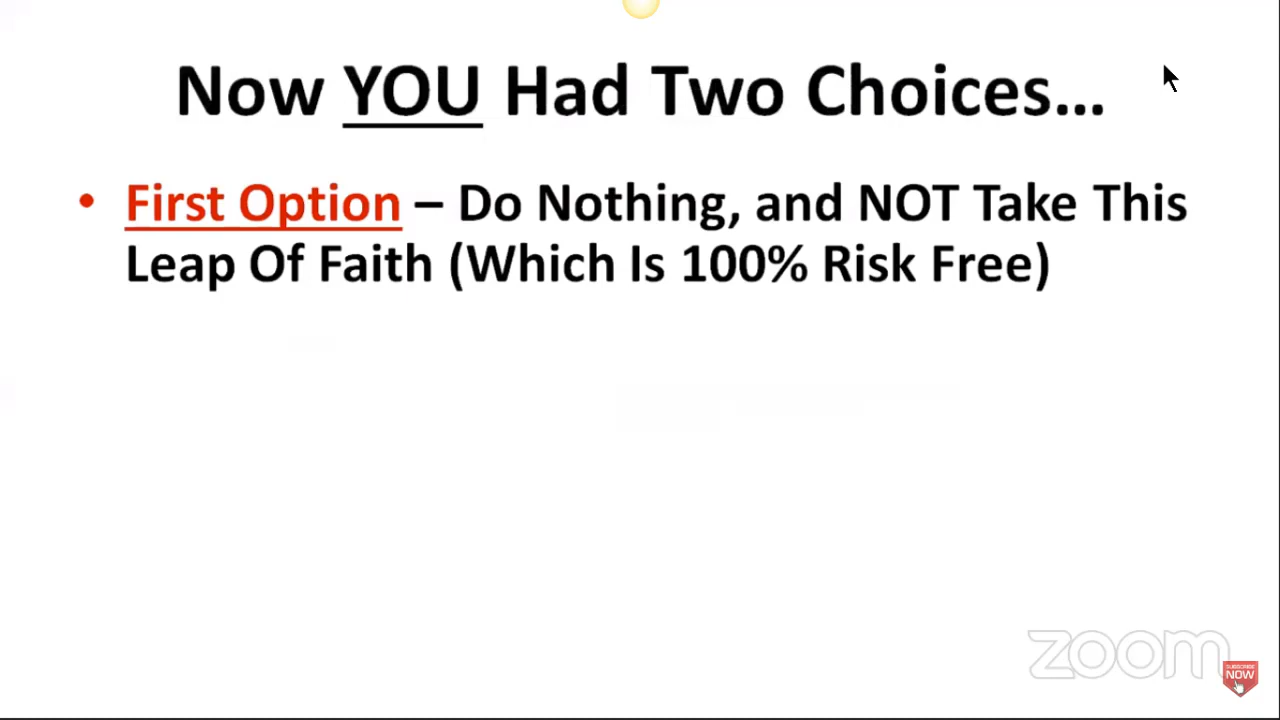 Now YOU Had Two Choices...
• First Option – Do Nothing, and NOT Take This
Leap Of Faith (Which Is 100% Risk Free)
zoom
SUBSCRIBE
NOW